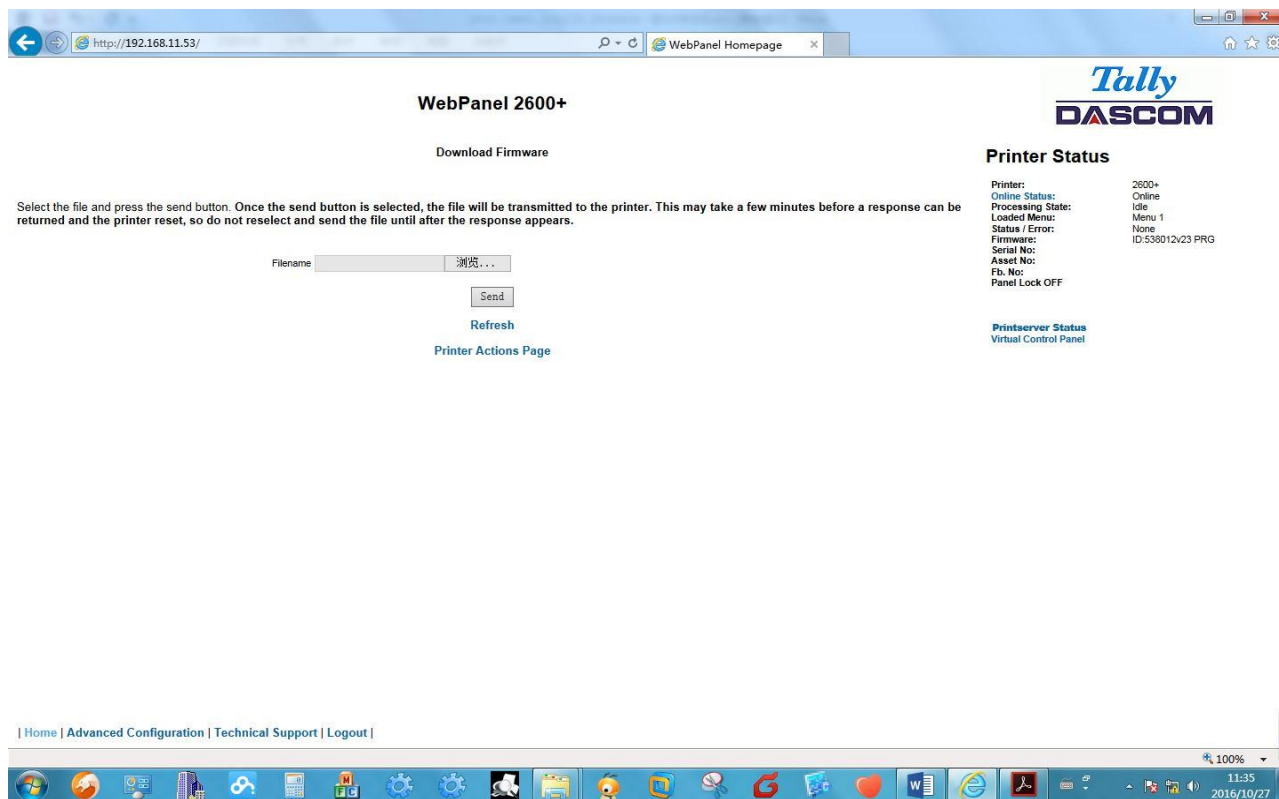 http://192.168.11.53/
WebPanel Homepage
Tally
DASCOM
WebPanel 2600+
Download Firmware
Select the file and press the send button. Once the send button is selected, the file will be transmitted to the printer. This may take a few minutes before a response can be
returned and the printer reset, so do not reselect and send the file until after the response appears.
Filename 浏览...
Send
Refresh
Printer Actions Page
Printer Status
Printer: 2600+
Online Status: Online
Processing State: Idle
Loaded Menu: Menu 1
Status / Error: None
Firmware: ID:538012v23 PRG
Serial No:
Asset No:
Fb. No:
Panel Lock OFF
Printserver Status
Virtual Control Panel
| Home | Advanced Configuration | Technical Support | Logout |
100%
11:35
2016/10/27